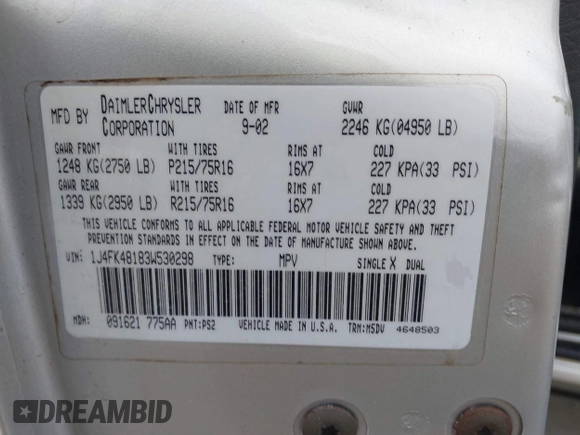 MFD BY DAIMLERCHRYSLER CORPORATION DATE OF MFR 9-02 GVWR 2246 KG(04950 LB)
GAWR FRONT WITH TIRES RIMS AT COLD
1248 KG(2750 LB) P215/75R16 16X7 227 KPA(33 PSI)
GAWR REAR WITH TIRES RIMS AT COLD
1339 KG(2950 LB) R215/75R16 16X7 227 KPA(33 PSI)
THIS VEHICLE CONFORMS TO ALL APPLICABLE FEDERAL MOTOR VEHICLE SAFETY AND THEFT
PREVENTION STANDARDS IN EFFECT ON THE DATE OF MANUFACTURE SHOWN ABOVE.
VIN: 1J4FK48183W530298 TYPE: MPV SINGLE X DUAL
MDH: 091621 775AA PNT:PS2 VEHICLE MADE IN U.S.A. TRM:M5DV 4648503
DREAMBID